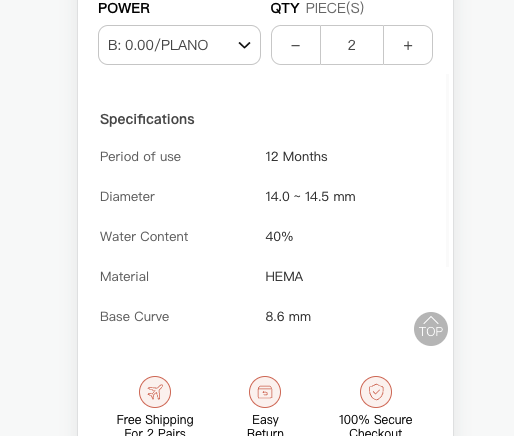 POWER QTY PIECE(S)
B: 0.00/PLANO − 2 +
Specifications
Period of use 12 Months
Diameter 14.0 ~ 14.5 mm
Water Content 40%
Material HEMA
Base Curve 8.6 mm
TOP
Free Shipping Easy 100% Secure
For 2 Pairs Return Checkout